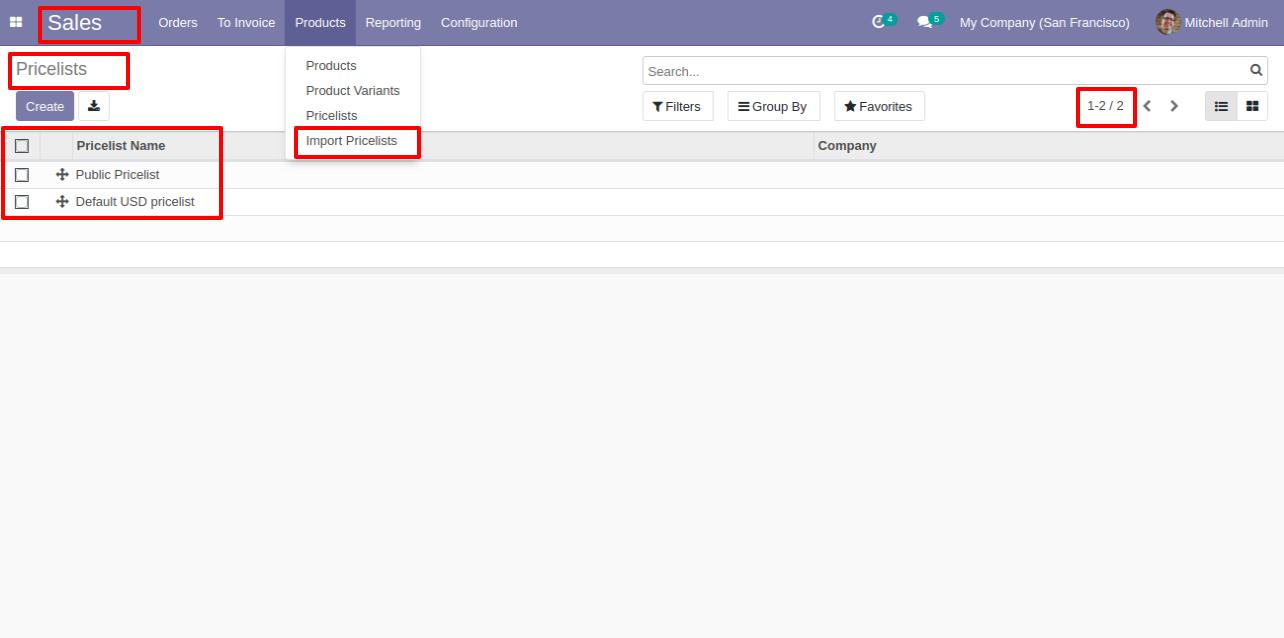 Sales Orders To Invoice Products Reporting Configuration 4 5 My Company (San Francisco) Mitchell Admin
Pricelists
Create
Products
Product Variants
Pricelists
Import Pricelists
Search...
Filters Group By Favorites 1-2 / 2
Pricelist Name Company
Public Pricelist
Default USD pricelist